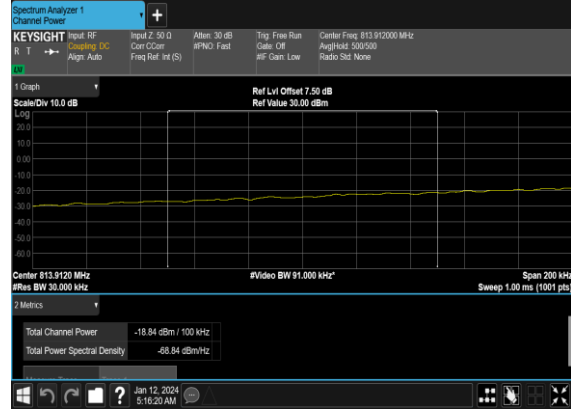 Spectrum Analyzer 1
Channel Power
+
KEYSIGHT Input: RF Input Z: 50 Ω Atten: 30 dB Trig: Free Run Center Freq: 813.912000 MHz
R T Coupling: DC Corr CCorr #PNO: Fast Gate: Off Avg|Hold: 500/500
Align: Auto Freq Ref: Int (S) #IF Gain: Low Radio Std: None
LW
1 Graph
Ref Lvl Offset 7.50 dB
Scale/Div 10.0 dB Ref Value 30.00 dBm
Log
20.0
10.0
0.00
-10.0
-20.0
-30.0
-40.0
-50.0
-60.0
Center 813.9120 MHz #Video BW 91.000 kHz* Span 200 kHz
#Res BW 30.000 kHz Sweep 1.00 ms (1001 pts)
2 Metrics
Total Channel Power -18.84 dBm / 100 kHz
Total Power Spectral Density -68.84 dBm/Hz
?
Jan 12, 2024
5:16:20 AM